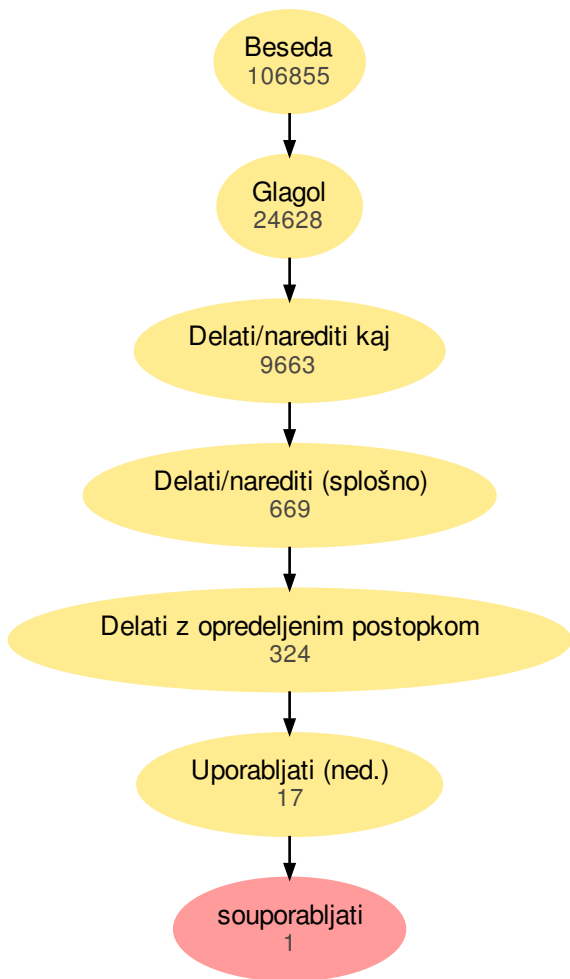 Beseda
106855
Glagol
24628
Delati/narediti kaj
9663
Delati/narediti (splošno)
669
Delati z opredeljenim postopkom
324
Uporabljati (ned.)
17
souporabljati
1